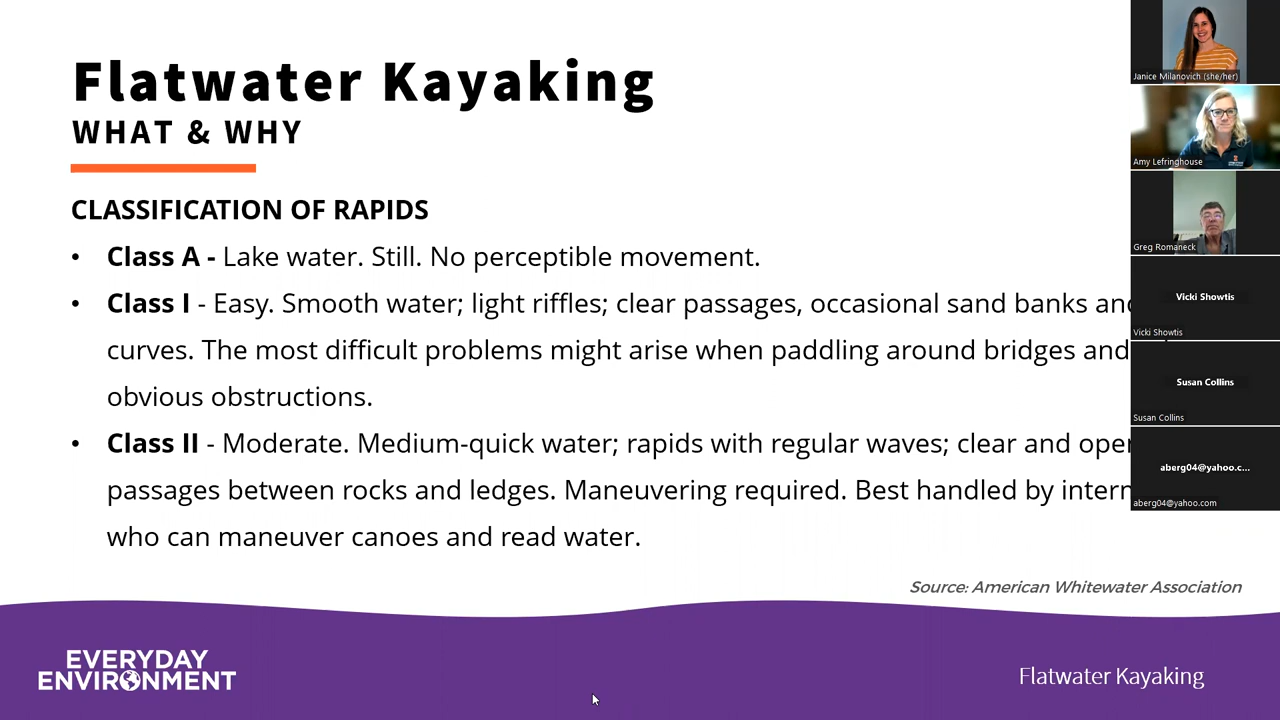 Flatwater Kayaking
WHAT & WHY
CLASSIFICATION OF RAPIDS
• Class A - Lake water. Still. No perceptible movement.
• Class I - Easy. Smooth water; light riffles; clear passages, occasional sand banks
curves. The most difficult problems might arise when paddling around bridges and
obvious obstructions.
• Class II - Moderate. Medium-quick water; rapids with regular waves; clear and
passages between rocks and ledges. Maneuvering required. Best handled by
who can maneuver canoes and read water.
Source: American Whitewater Association
EVERYDAY
ENVIRONMENT
Flatwater Kayaking
Janice Milanovich (she/her)
Amy Lefringhouse
Greg Romaneck
Vicki Showtis
Vicki Showtis
Susan Collins
Susan Collins
aberg04@yahoo.c...
aberg04@yahoo.com